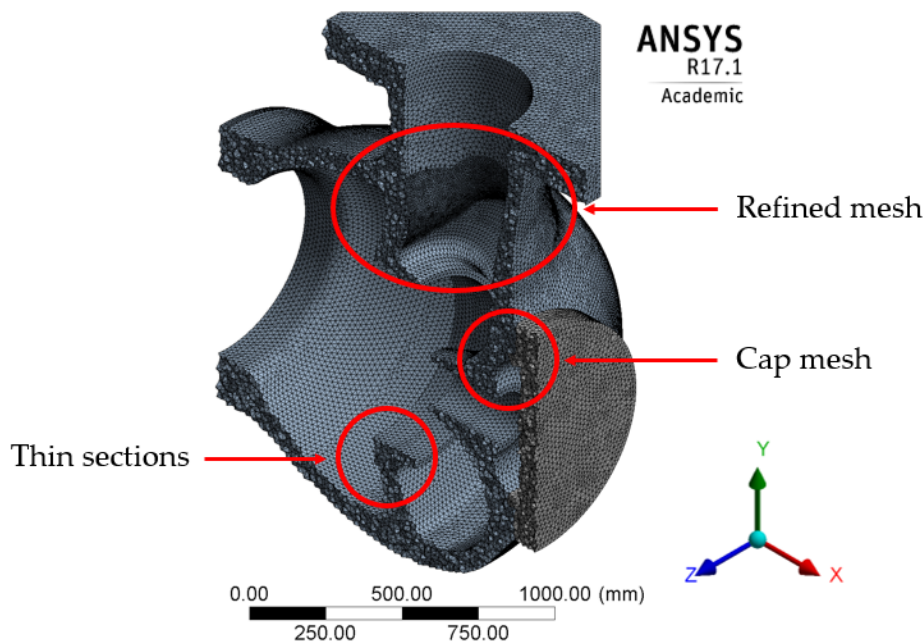 ANSYS
R17.1
Academic
Refined mesh
Cap mesh
Thin sections
Y
Z
X
0.00 500.00 1000.00 (mm)
250.00 750.00